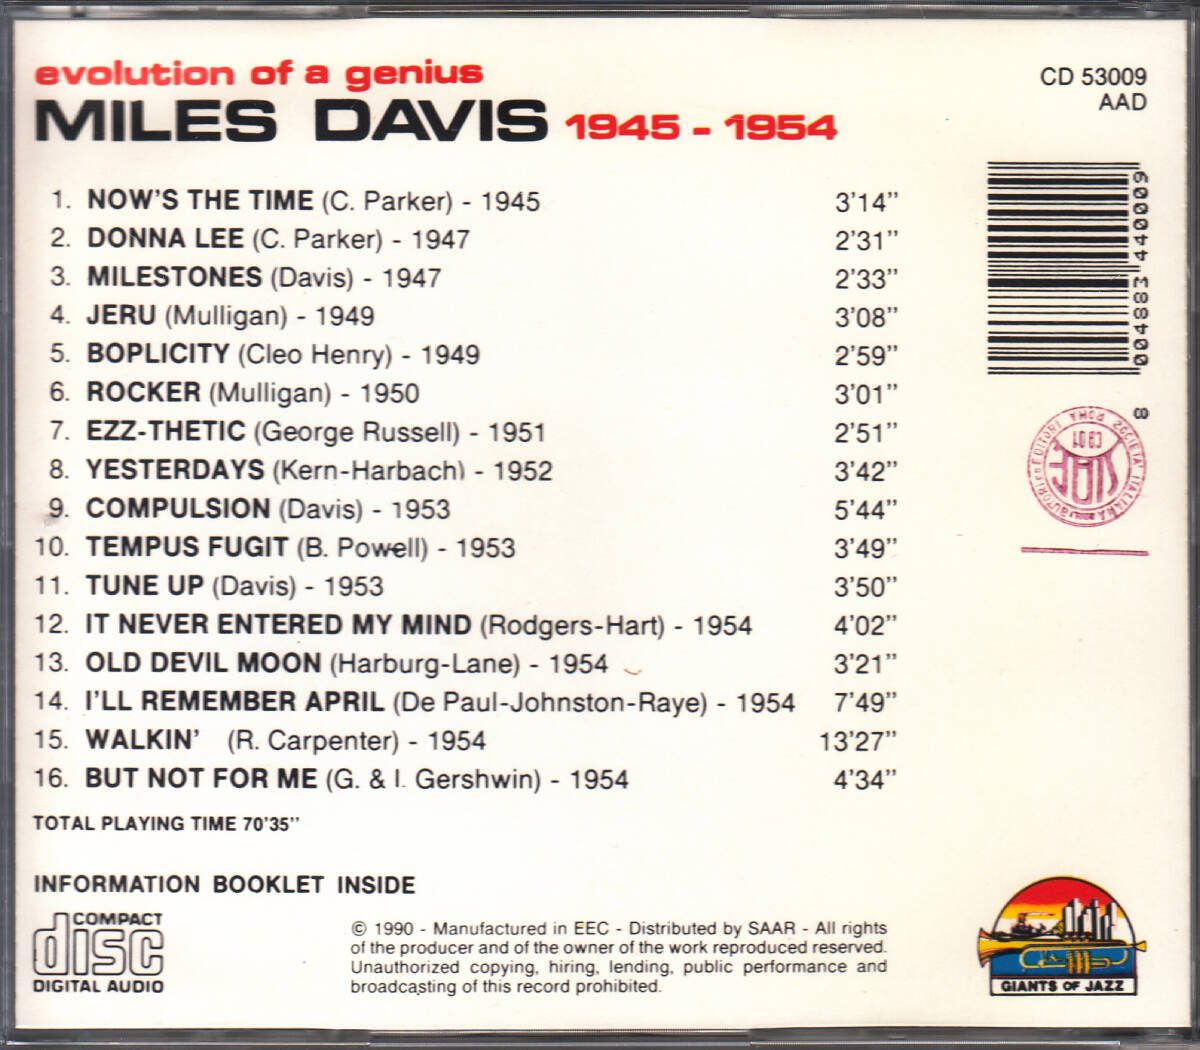 evolution of a genius
MILES DAVIS 1945 - 1954
CD 53009
AAD
1. NOW'S THE TIME (C. Parker) - 1945 3'14"
2. DONNA LEE (C. Parker) - 1947 2'31"
3. MILESTONES (Davis) - 1947 2'33"
4. JERU (Mulligan) - 1949 3'08"
5. BOPLICITY (Cleo Henry) - 1949 2'59"
6. ROCKER (Mulligan) - 1950 3'01"
7. EZZ-THETIC (George Russell) - 1951 2'51"
8. YESTERDAYS (Kern-Harbach) - 1952 3'42"
9. COMPULSION (Davis) - 1953 5'44"
10. TEMPUS FUGIT (B. Powell) - 1953 3'49"
11. TUNE UP (Davis) - 1953 3'50"
12. IT NEVER ENTERED MY MIND (Rodgers-Hart) - 1954 4'02"
13. OLD DEVIL MOON (Harburg-Lane) - 1954 3'21"
14. I'LL REMEMBER APRIL (De Paul-Johnston-Raye) - 1954 7'49"
15. WALKIN' (R. Carpenter) - 1954 13'27"
16. BUT NOT FOR ME (G. & I. Gershwin) - 1954 4'34"
TOTAL PLAYING TIME 70'35"
INFORMATION BOOKLET INSIDE
COMPACT
disc
DIGITAL AUDIO
© 1990 - Manufactured in EEC - Distributed by SAAR - All rights
of the producer and of the owner of the work reproduced reserved.
Unauthorized copying, hiring, lending, public performance and
broadcasting of this record prohibited.
8 004883 440009
SOCIETA' ITALIANA AUTORI ED EDITORI ROMA
SIAE
GIANTS OF JAZZ